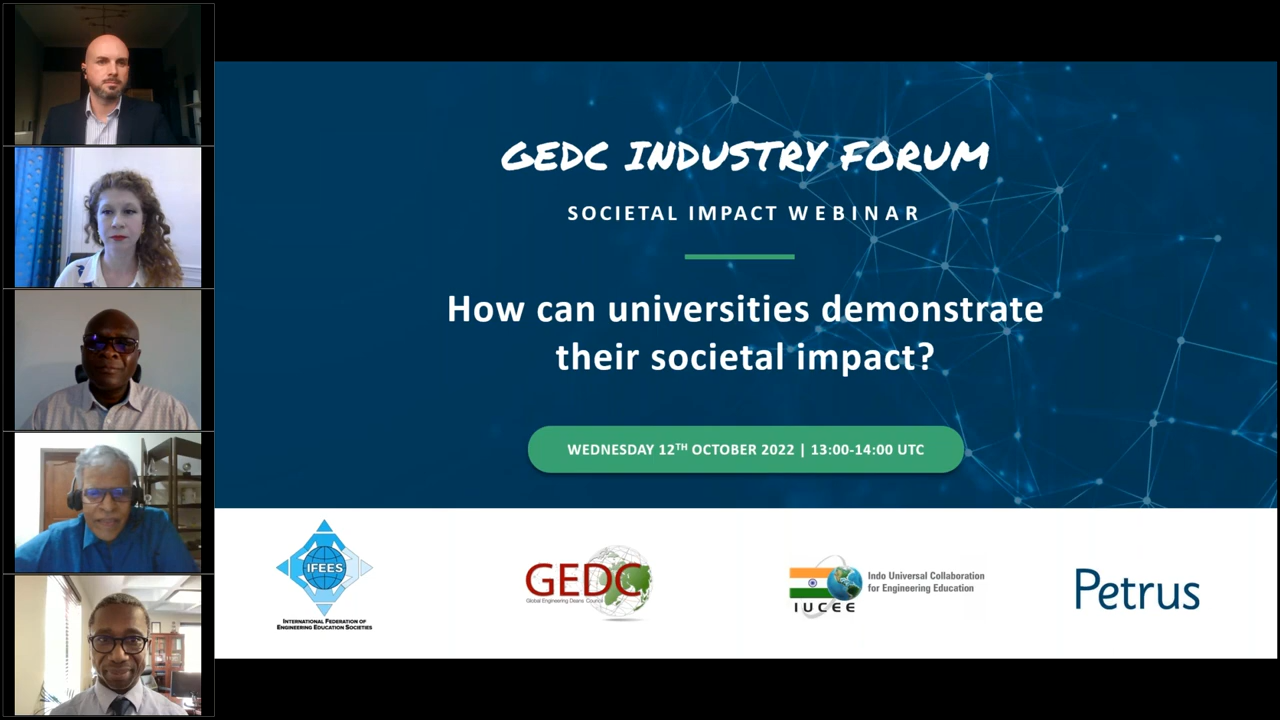 GEDC INDUSTRY FORUM
SOCIETAL IMPACT WEBINAR
How can universities demonstrate
their societal impact?
WEDNESDAY 12TH OCTOBER 2022 | 13:00-14:00 UTC
IFEES
INTERNATIONAL FEDERATION OF
ENGINEERING EDUCATION SOCIETIES
GEDC
Global Engineering Deans Council
IUCEE
Indo Universal Collaboration
for Engineering Education
Petrus